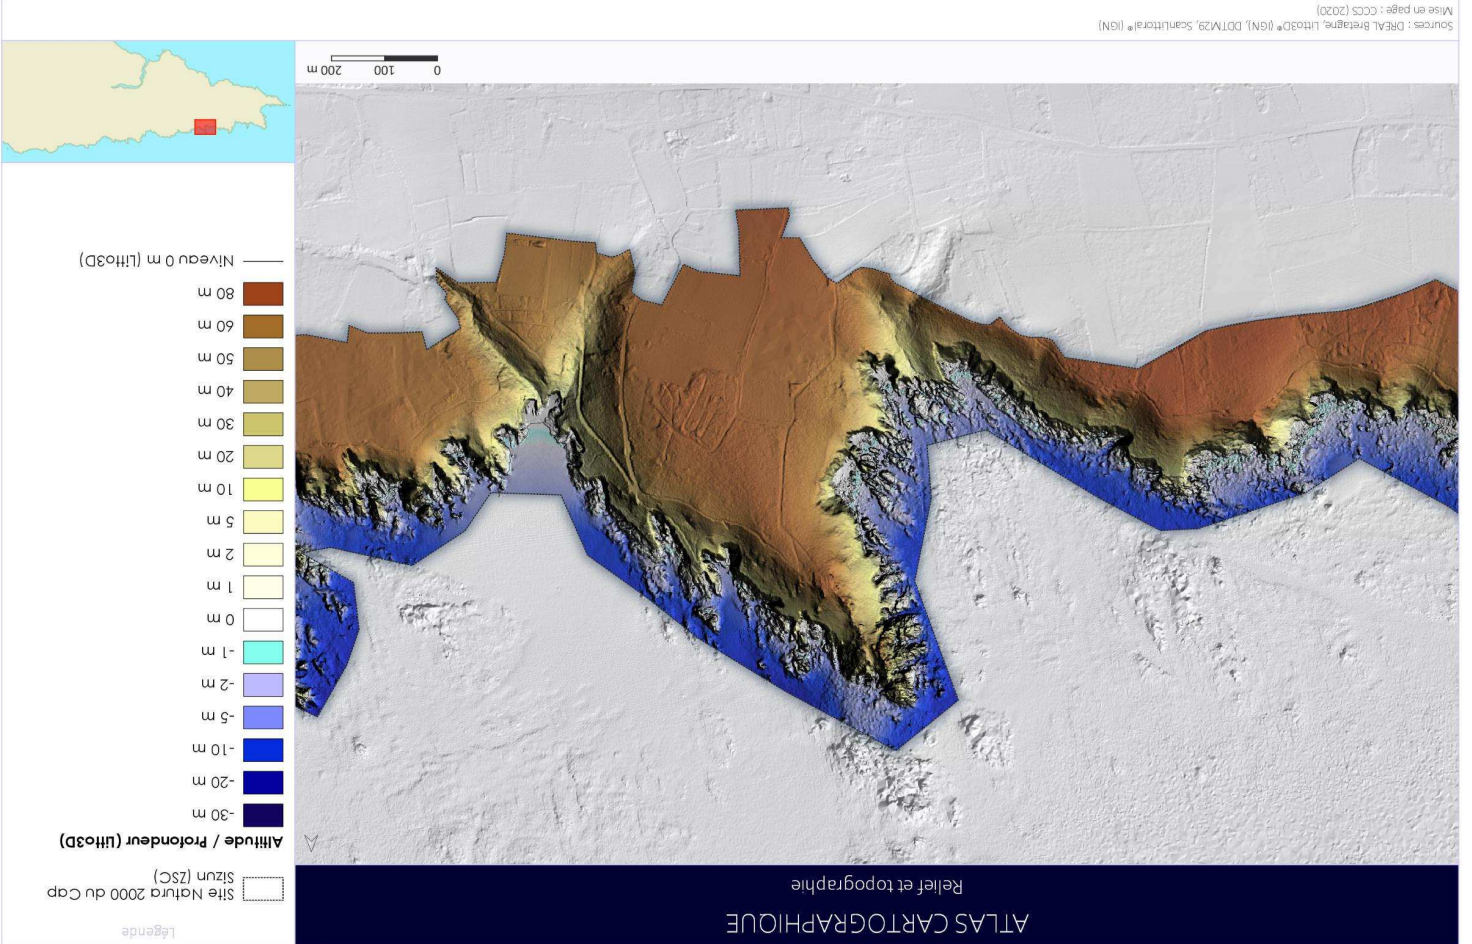 ATLAS CARTOGRAPHIQUE
Relief et topographie
Légende
Site Natura 2000 du Cap
Sizun (ZSC)
Altitude / Profondeur (Litto3D)
-30 m
-20 m
-10 m
-5 m
-2 m
-1 m
0 m
1 m
2 m
5 m
10 m
20 m
30 m
40 m
50 m
60 m
80 m
Niveau 0 m (Litto3D)
0 100 200 m
Sources : DREAL Bretagne, Litto3D® (IGN), DDTM29, ScanLittoral® (IGN)
Mise en page : CCCS (2020)